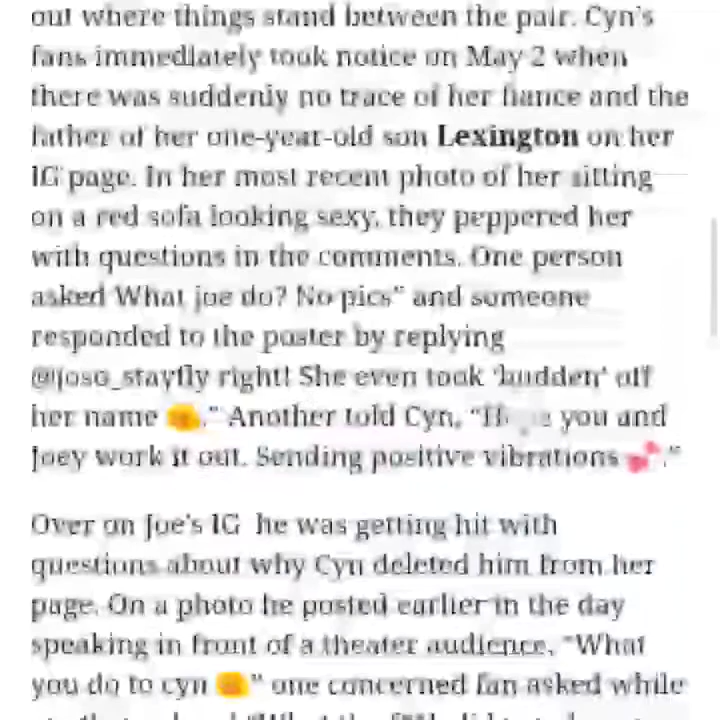 out where things stand between the pair. Cyn's
fans immediately took notice on May 2 when
there was suddenly no trace of her fiance and the
father of her one-year-old son Lexington on her
IG page. In her most recent photo of her sitting
on a red sofa looking sexy, they peppered her
with questions in the comments. One person
asked What joe do? No pics" and someone
responded to the poster by replying
@joso_stayfly right! She even took 'budden' off
her name 😕." Another told Cyn, " you and
Joey work it out. Sending positive vibrations 💕."
Over on Joe's IG he was getting hit with
questions about why Cyn deleted him from her
page. On a photo he posted earlier in the day
speaking in front of a theater audience, "What
you do to cyn " one concerned fan asked while